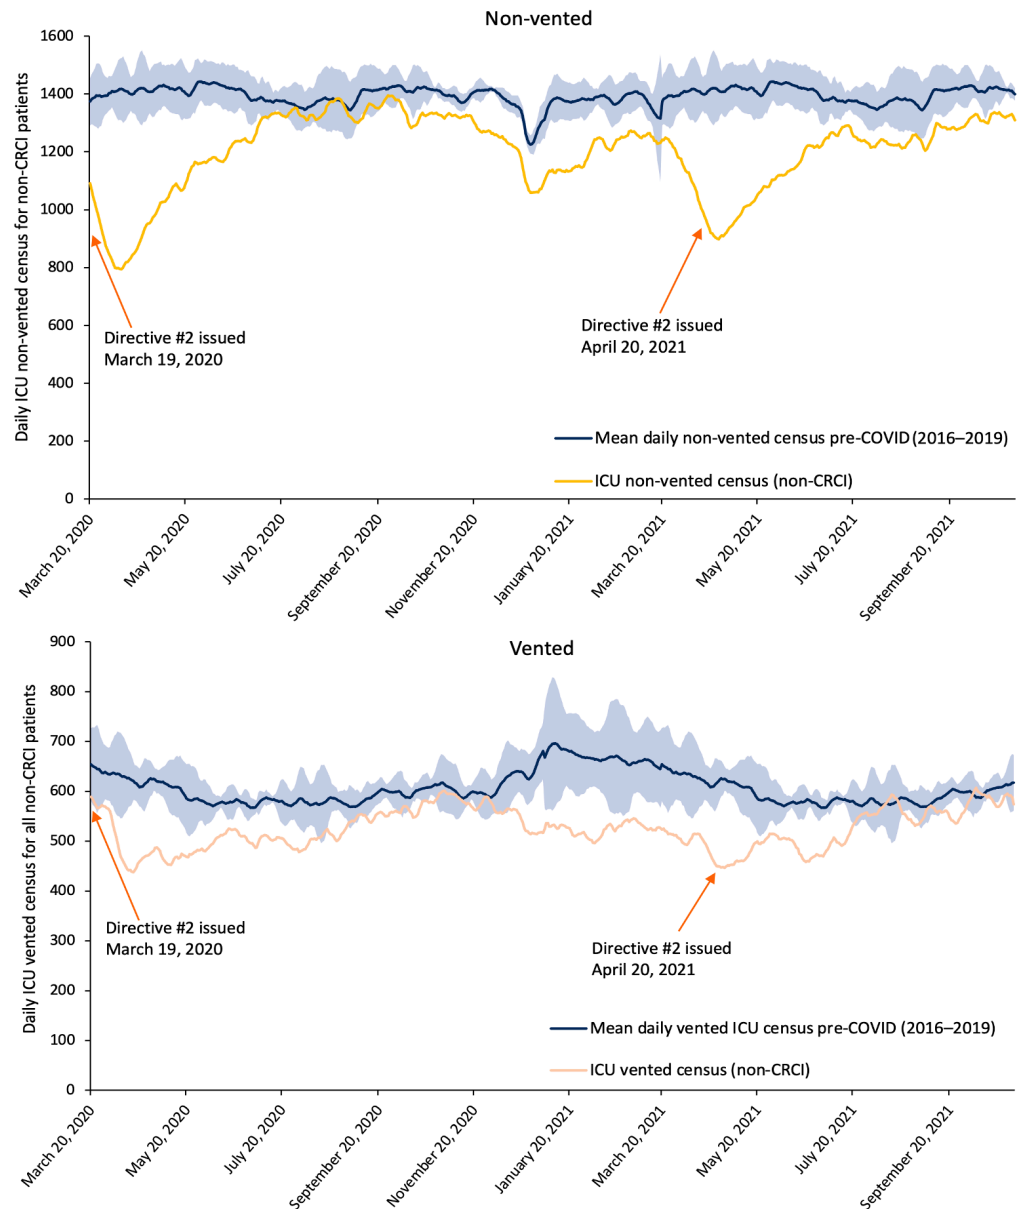 Non-vented
Daily ICU non-vented census for non-CRCI patients
1600
1400
1200
1000
800
600
400
200
0
Directive #2 issued
March 19, 2020
Directive #2 issued
April 20, 2021
Mean daily non-vented census pre-COVID (2016–2019)
ICU non-vented census (non-CRCI)
March 20, 2020
May 20, 2020
July 20, 2020
September 20, 2020
November 20, 2020
January 20, 2021
March 20, 2021
May 20, 2021
July 20, 2021
September 20, 2021
Vented
Daily ICU vented census for all non-CRCI patients
900
800
700
600
500
400
300
200
100
0
Directive #2 issued
March 19, 2020
Directive #2 issued
April 20, 2021
Mean daily vented ICU census pre-COVID (2016–2019)
ICU vented census (non-CRCI)
March 20, 2020
May 20, 2020
July 20, 2020
September 20, 2020
November 20, 2020
January 20, 2021
March 20, 2021
May 20, 2021
July 20, 2021
September 20, 2021